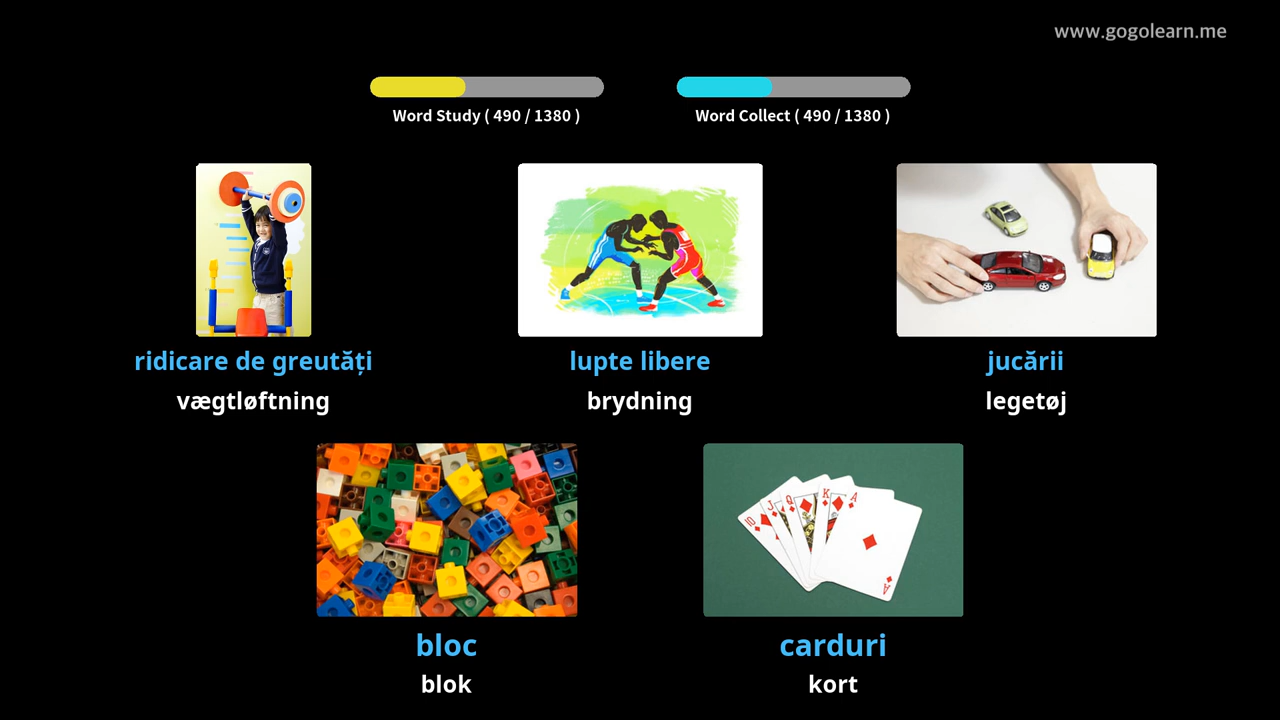 www.gogolearn.me
Word Study ( 490 / 1380 )
Word Collect ( 490 / 1380 )
ridicare de greutăți
vægtløftning
lupte libere
brydning
jucării
legetøj
10 J Q K A
A
bloc
blok
carduri
kort